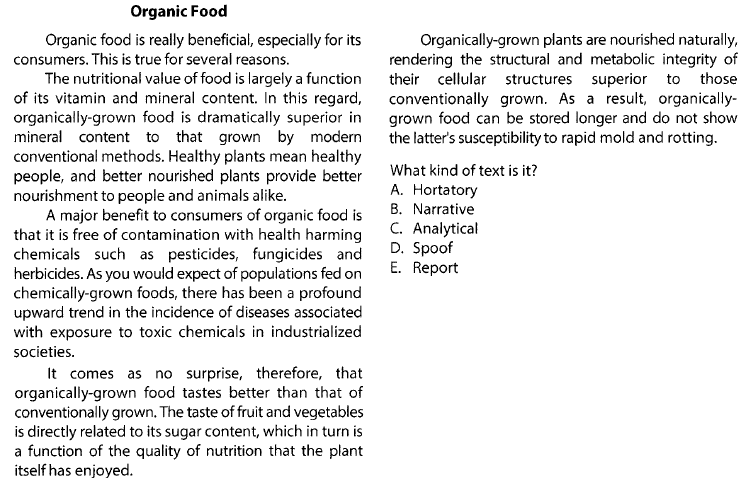 Organic Food
Organic food is really beneficial, especially for its
consumers. This is true for several reasons.
The nutritional value of food is largely a function
of its vitamin and mineral content. In this regard,
organically-grown food is dramatically superior in
mineral content to that grown by modern
conventional methods. Healthy plants mean healthy
people, and better nourished plants provide better
nourishment to people and animals alike.
A major benefit to consumers of organic food is
that it is free of contamination with health harming
chemicals such as pesticides, fungicides and
herbicides. As you would expect of populations fed on
chemically-grown foods, there has been a profound
upward trend in the incidence of diseases associated
with exposure to toxic chemicals in industrialized
societies.
It comes as no surprise, therefore, that
organically-grown food tastes better than that of
conventionally grown. The taste of fruit and vegetables
is directly related to its sugar content, which in turn is
a function of the quality of nutrition that the plant
itself has enjoyed.
Organically-grown plants are nourished naturally,
rendering the structural and metabolic integrity of
their cellular structures superior to those
conventionally grown. As a result, organically-
grown food can be stored longer and do not show
the latter's susceptibility to rapid mold and rotting.
What kind of text is it?
A. Hortatory
B. Narrative
C. Analytical
D. Spoof
E. Report